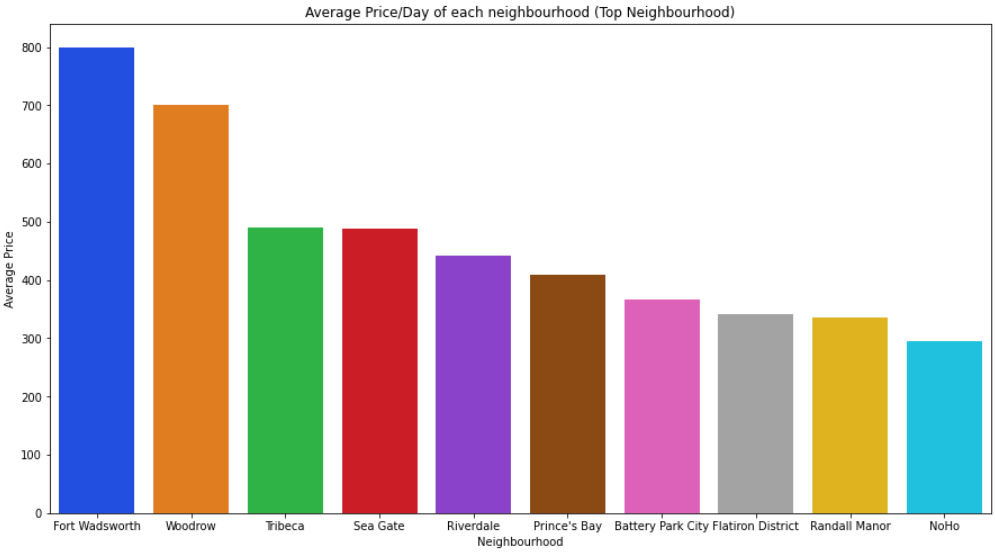 Average Price/Day of each neighbourhood (Top Neighbourhood)
800
700
600
500
400
300
200
100
0
Average Price
Fort Wadsworth Woodrow Tribeca Sea Gate Riverdale Prince's Bay Battery Park City Flatiron District Randall Manor NoHo
Neighbourhood